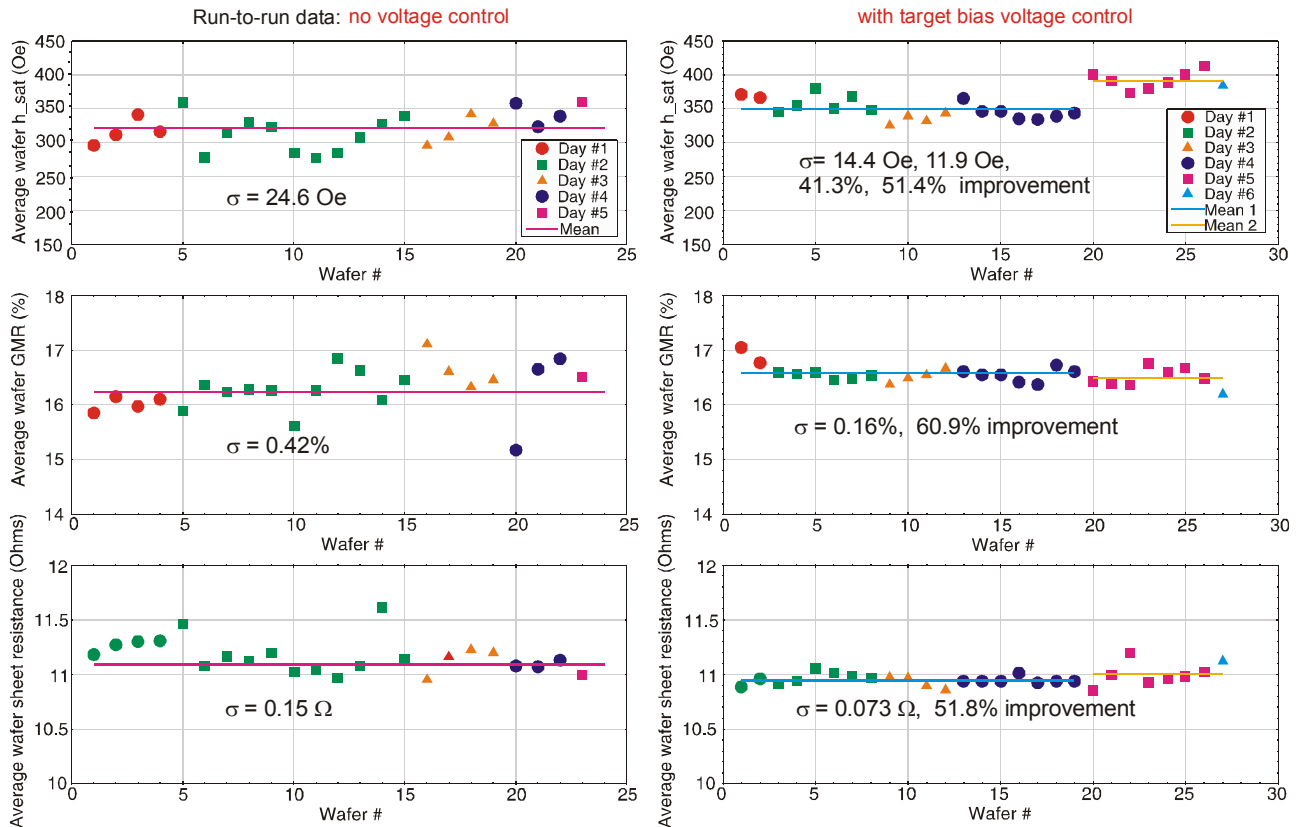 Run-to-run data: no voltage control
with target bias voltage control
Average wafer h_sat (Oe)
450
400
350
300
250
300
200
150
0
5
10
15
20
25
Wafer #
σ = 24.6 Oe
Day #1
Day #2
Day #3
Day #4
Day #5
Mean
Average wafer h_sat (Oe)
450
400
350
300
350
300
200
150
0
5
10
15
20
25
30
Wafer #
σ= 14.4 Oe, 11.9 Oe,
41.3%, 51.4% improvement
Day #1
Day #2
Day #3
Day #4
Day #5
Day #6
Mean 1
Mean 2
Average wafer GMR (%)
18
17
16
15
14
0
5
10
15
20
25
Wafer #
σ = 0.42%
Average wafer GMR (%)
18
17
16
15
14
0
5
10
15
20
25
30
Wafer #
σ = 0.16%, 60.9% improvement
Average wafer sheet resistance (Ohms)
12
11.5
11
10.5
10
0
5
10
15
20
25
Wafer #
σ = 0.15 Ω
Average wafer sheet resistance (Ohms)
12
11.5
11
10.5
10
0
5
10
15
20
25
30
Wafer #
σ = 0.073 Ω, 51.8% improvement